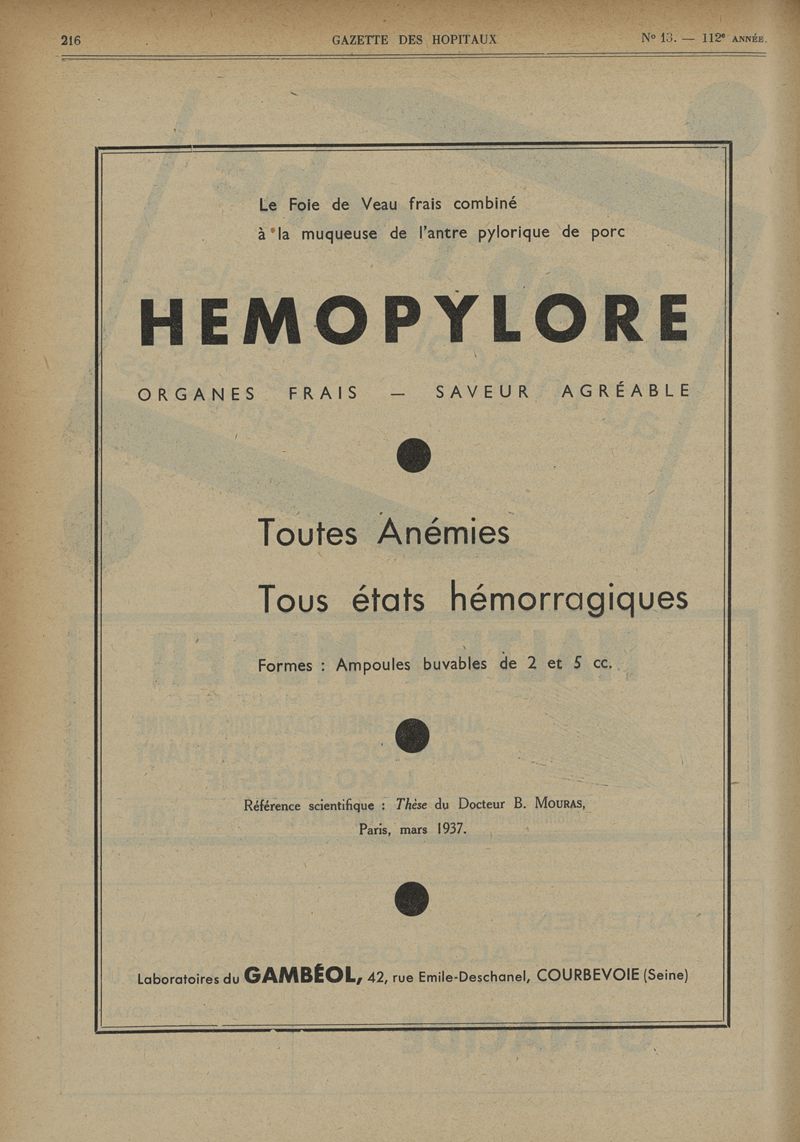 216
GAZETTE DES HOPITAUX
Nº 13. — 112e ANNÉE.
Le Foie de Veau frais combiné
à la muqueuse de l'antre pylorique de porc
HEMOPYLORE
ORGANES FRAIS — SAVEUR AGRÉABLE
Toutes Anémies
Tous états hémorragiques
Formes : Ampoules buvables de 2 et 5 cc.
Référence scientifique : Thèse du Docteur B. MOURAS,
Paris, mars 1937.
Laboratoires du GAMBÉOL, 42, rue Emile-Deschanel, COURBEVOIE (Seine)